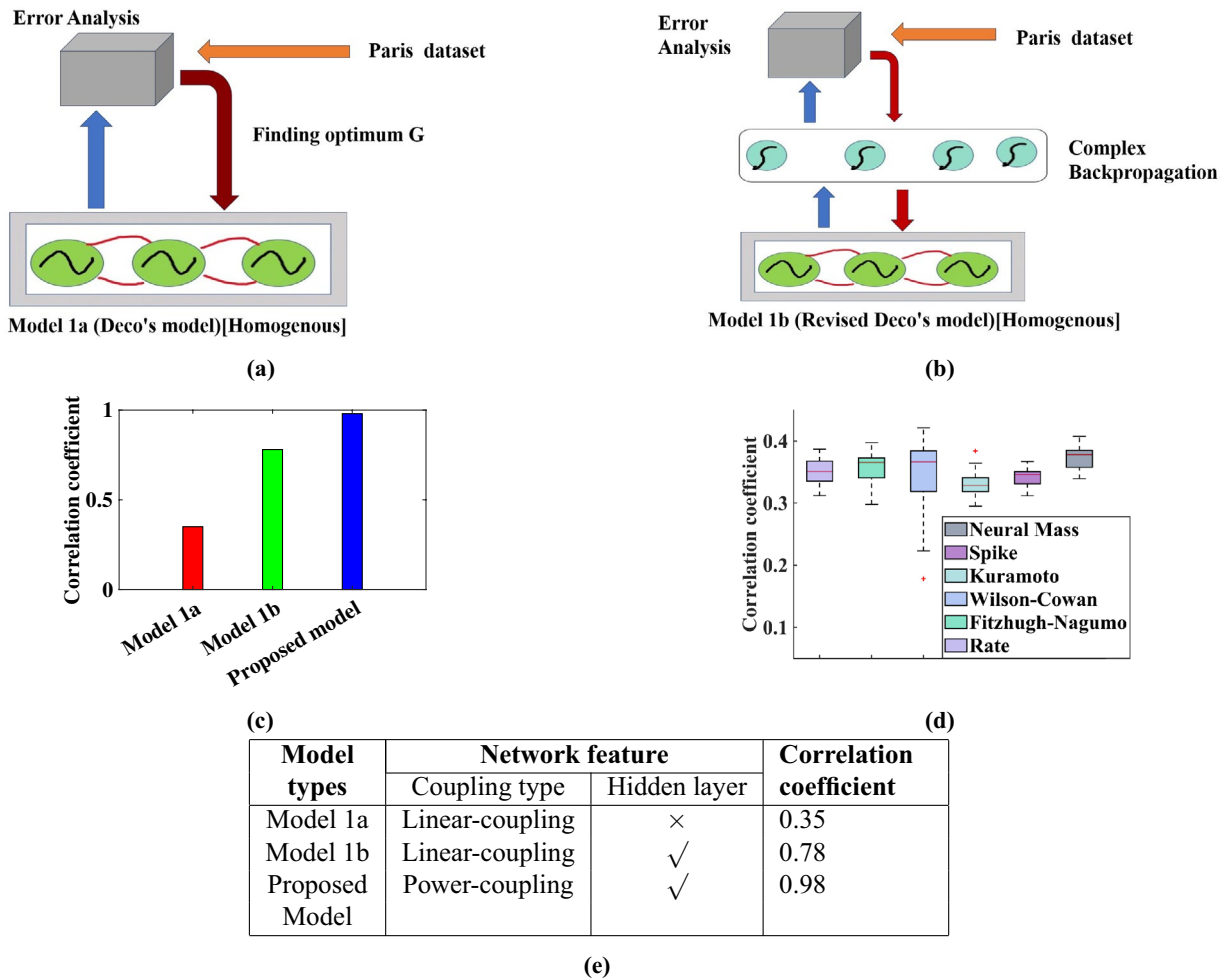 Error Analysis
Paris dataset
Finding optimum G
Model 1a (Deco's model)[Homogenous]
(a)
Error
Analysis
Paris dataset
Complex
Backpropagation
Model 1b (Revised Deco's model)[Homogenous]
(b)
Correlation coefficient
1
0.5
0
Model 1a
Model 1b
Proposed model
(c)
Correlation coefficient
0.4
0.3
0.2
0.1
Neural Mass
Spike
Kuramoto
Wilson-Cowan
Fitzhugh-Nagumo
Rate
(d)
Model types Network feature Correlation coefficient
Coupling type Hidden layer
Model 1a Linear-coupling × 0.35
Model 1b Linear-coupling √ 0.78
Proposed Power-coupling √ 0.98
Model
(e)